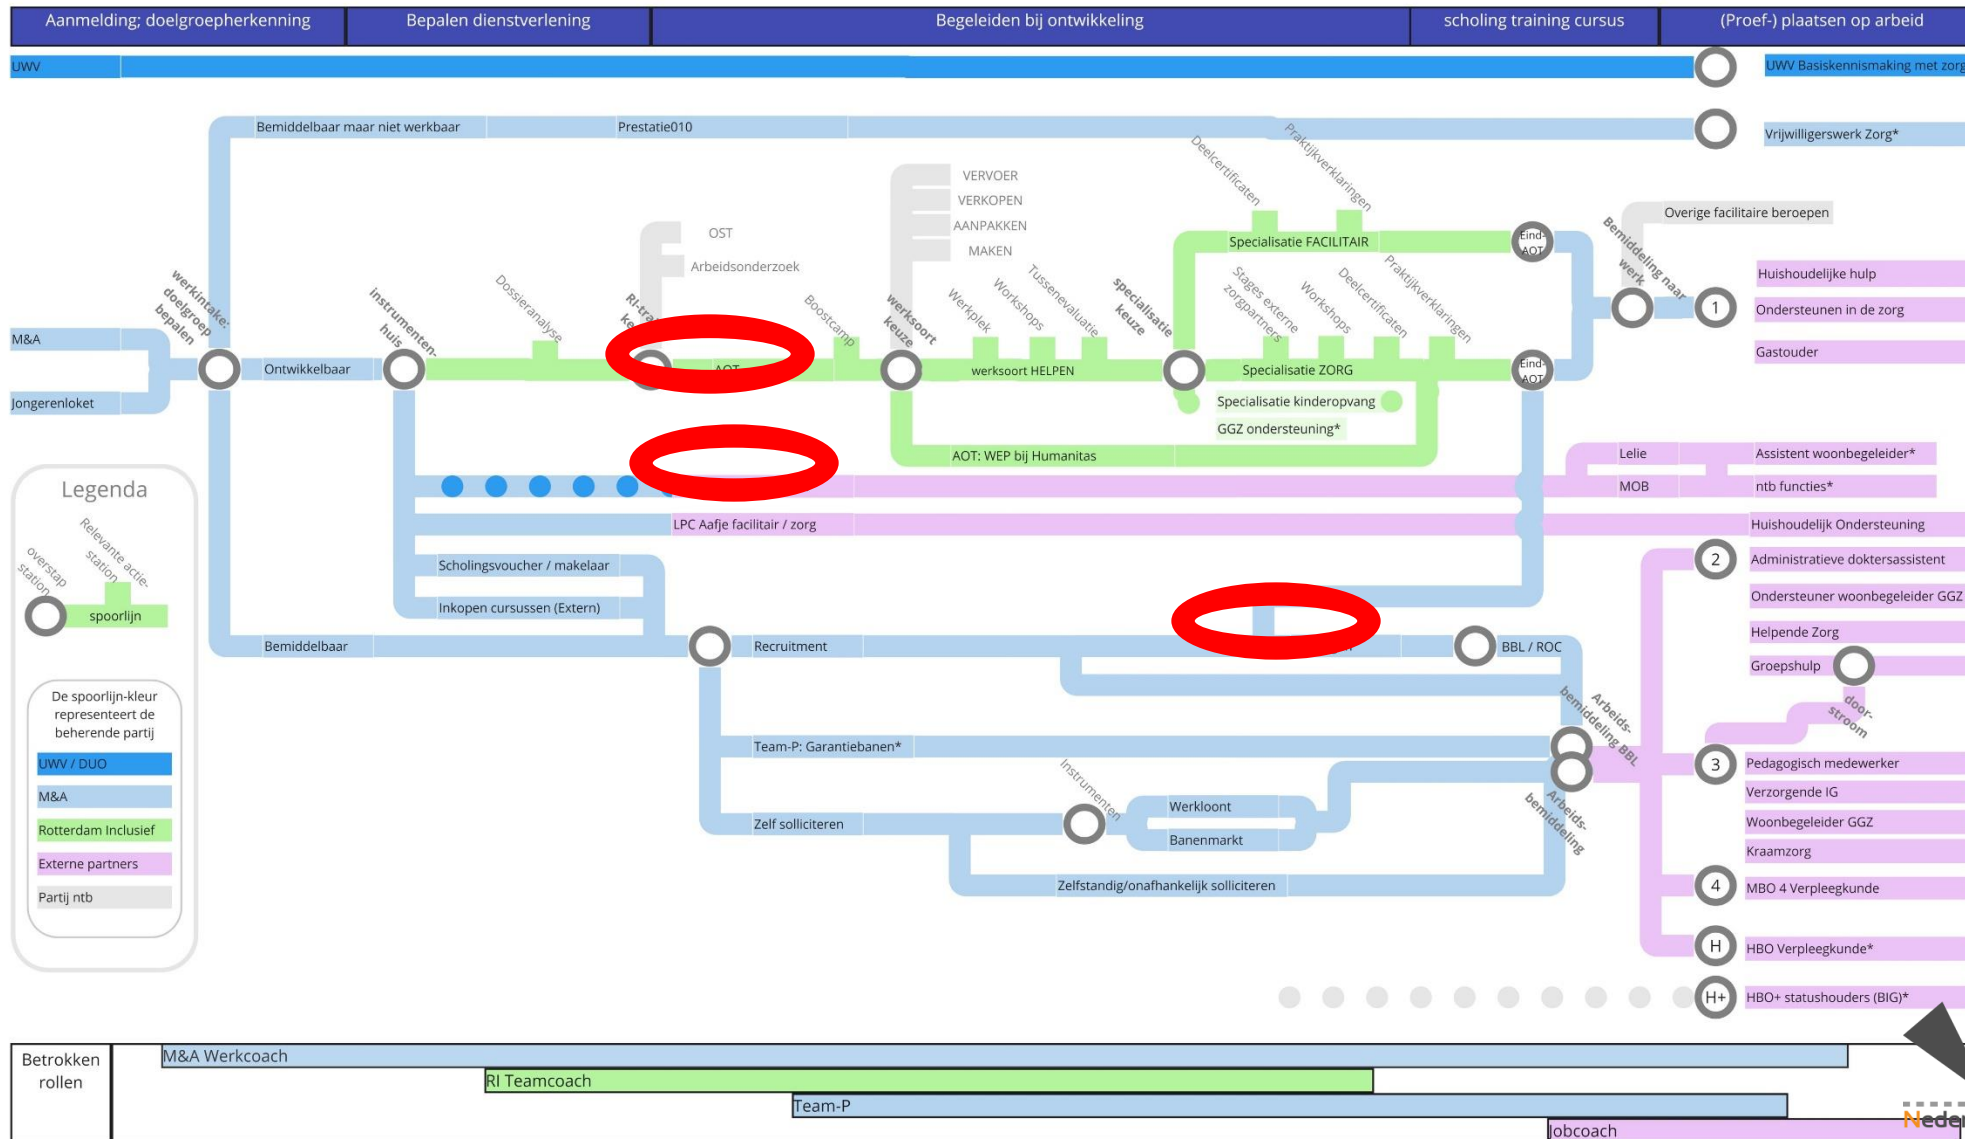 Aanmelding; doelgroepherkenning
Bepalen dienstverlening
Begeleiden bij ontwikkeling
scholing training cursus
(Proef-) plaatsen op arbeid
UWV
UWV Basiskennismaking met zorg
Bemiddelbaar maar niet werkbaar
Prestatie010
Vrijwilligerswerk Zorg*
VERVOER
VERKOPEN
AANPAKKEN
MAKEN
OST
Arbeidsonderzoek
Deelcertificaten
Praktijkverklaringen
Specialisatie FACILITAIR
Eind-
AOT
Overige facilitaire beroepen
Bemiddeling naar
werk
1
Huishoudelijke hulp
Ondersteunen in de zorg
Gastouder
M&A
Jongerenloket
werkintake:
doelgroep
bepalen
Ontwikkelbaar
instrumenten-
huis
Dossieranalyse
Boostcamp
werksoort
keuze
Werkplek
Workshops
Tussenevaluatie
werksoort HELPEN
specialisatie
keuze
Stages externe
zorgpartners
Workshops
Deelcertificaten
Praktijkverklaringen
Specialisatie ZORG
Eind-
AOT
Specialisatie kinderopvang
GGZ ondersteuning*
AOT: WEP bij Humanitas
Lelie
Assistent woonbegeleider*
MOB
ntb functies*
LPC Aafje facilitair / zorg
Huishoudelijk Ondersteuning
Scholingsvoucher / makelaar
Inkopen cursussen (Extern)
Bemiddelbaar
Recruitment
BBL / ROC
2
Administratieve doktersassistent
Ondersteuner woonbegeleider GGZ
Helpende Zorg
Groepshulp
door-
stroom
Team-P: Garantiebanen*
Arbeids-
bemiddeling BBL
3
Pedagogisch medewerker
Verzorgende IG
Woonbegeleider GGZ
Kraamzorg
Zelf solliciteren
Instrumenten
Werkloont
Banenmarkt
Arbeids-
bemiddeling
Zelfstandig/onafhankelijk solliciteren
4
MBO 4 Verpleegkunde
H
HBO Verpleegkunde*
H+
HBO+ statushouders (BIG)*
Legenda
overstap
station
Relevante actie-
station
spoorlijn
De spoorlijn-kleur
representeert de
beherende partij
UWV / DUO
M&A
Rotterdam Inclusief
Externe partners
Partij ntb
Betrokken
rollen
M&A Werkcoach
RI Teamcoach
Team-P
Jobcoach